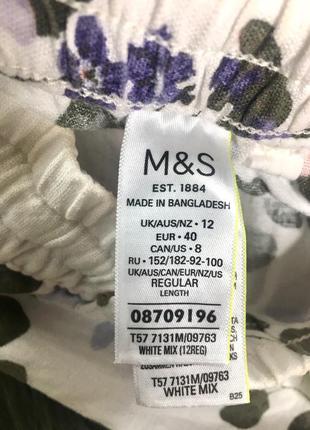 M&S
EST. 1884
MADE IN BANGLADESH
UK/AUS/NZ • 12
EUR • 40
CAN/US • 8
RU • 152/182-92-100
UK/AUS/CAN/EUR/NZ/US
REGULAR
LENGTH
08709196
T57 7131M/09763
WHITE MIX (12REG)
T57 7131M/09763
WHITE MIX
B25